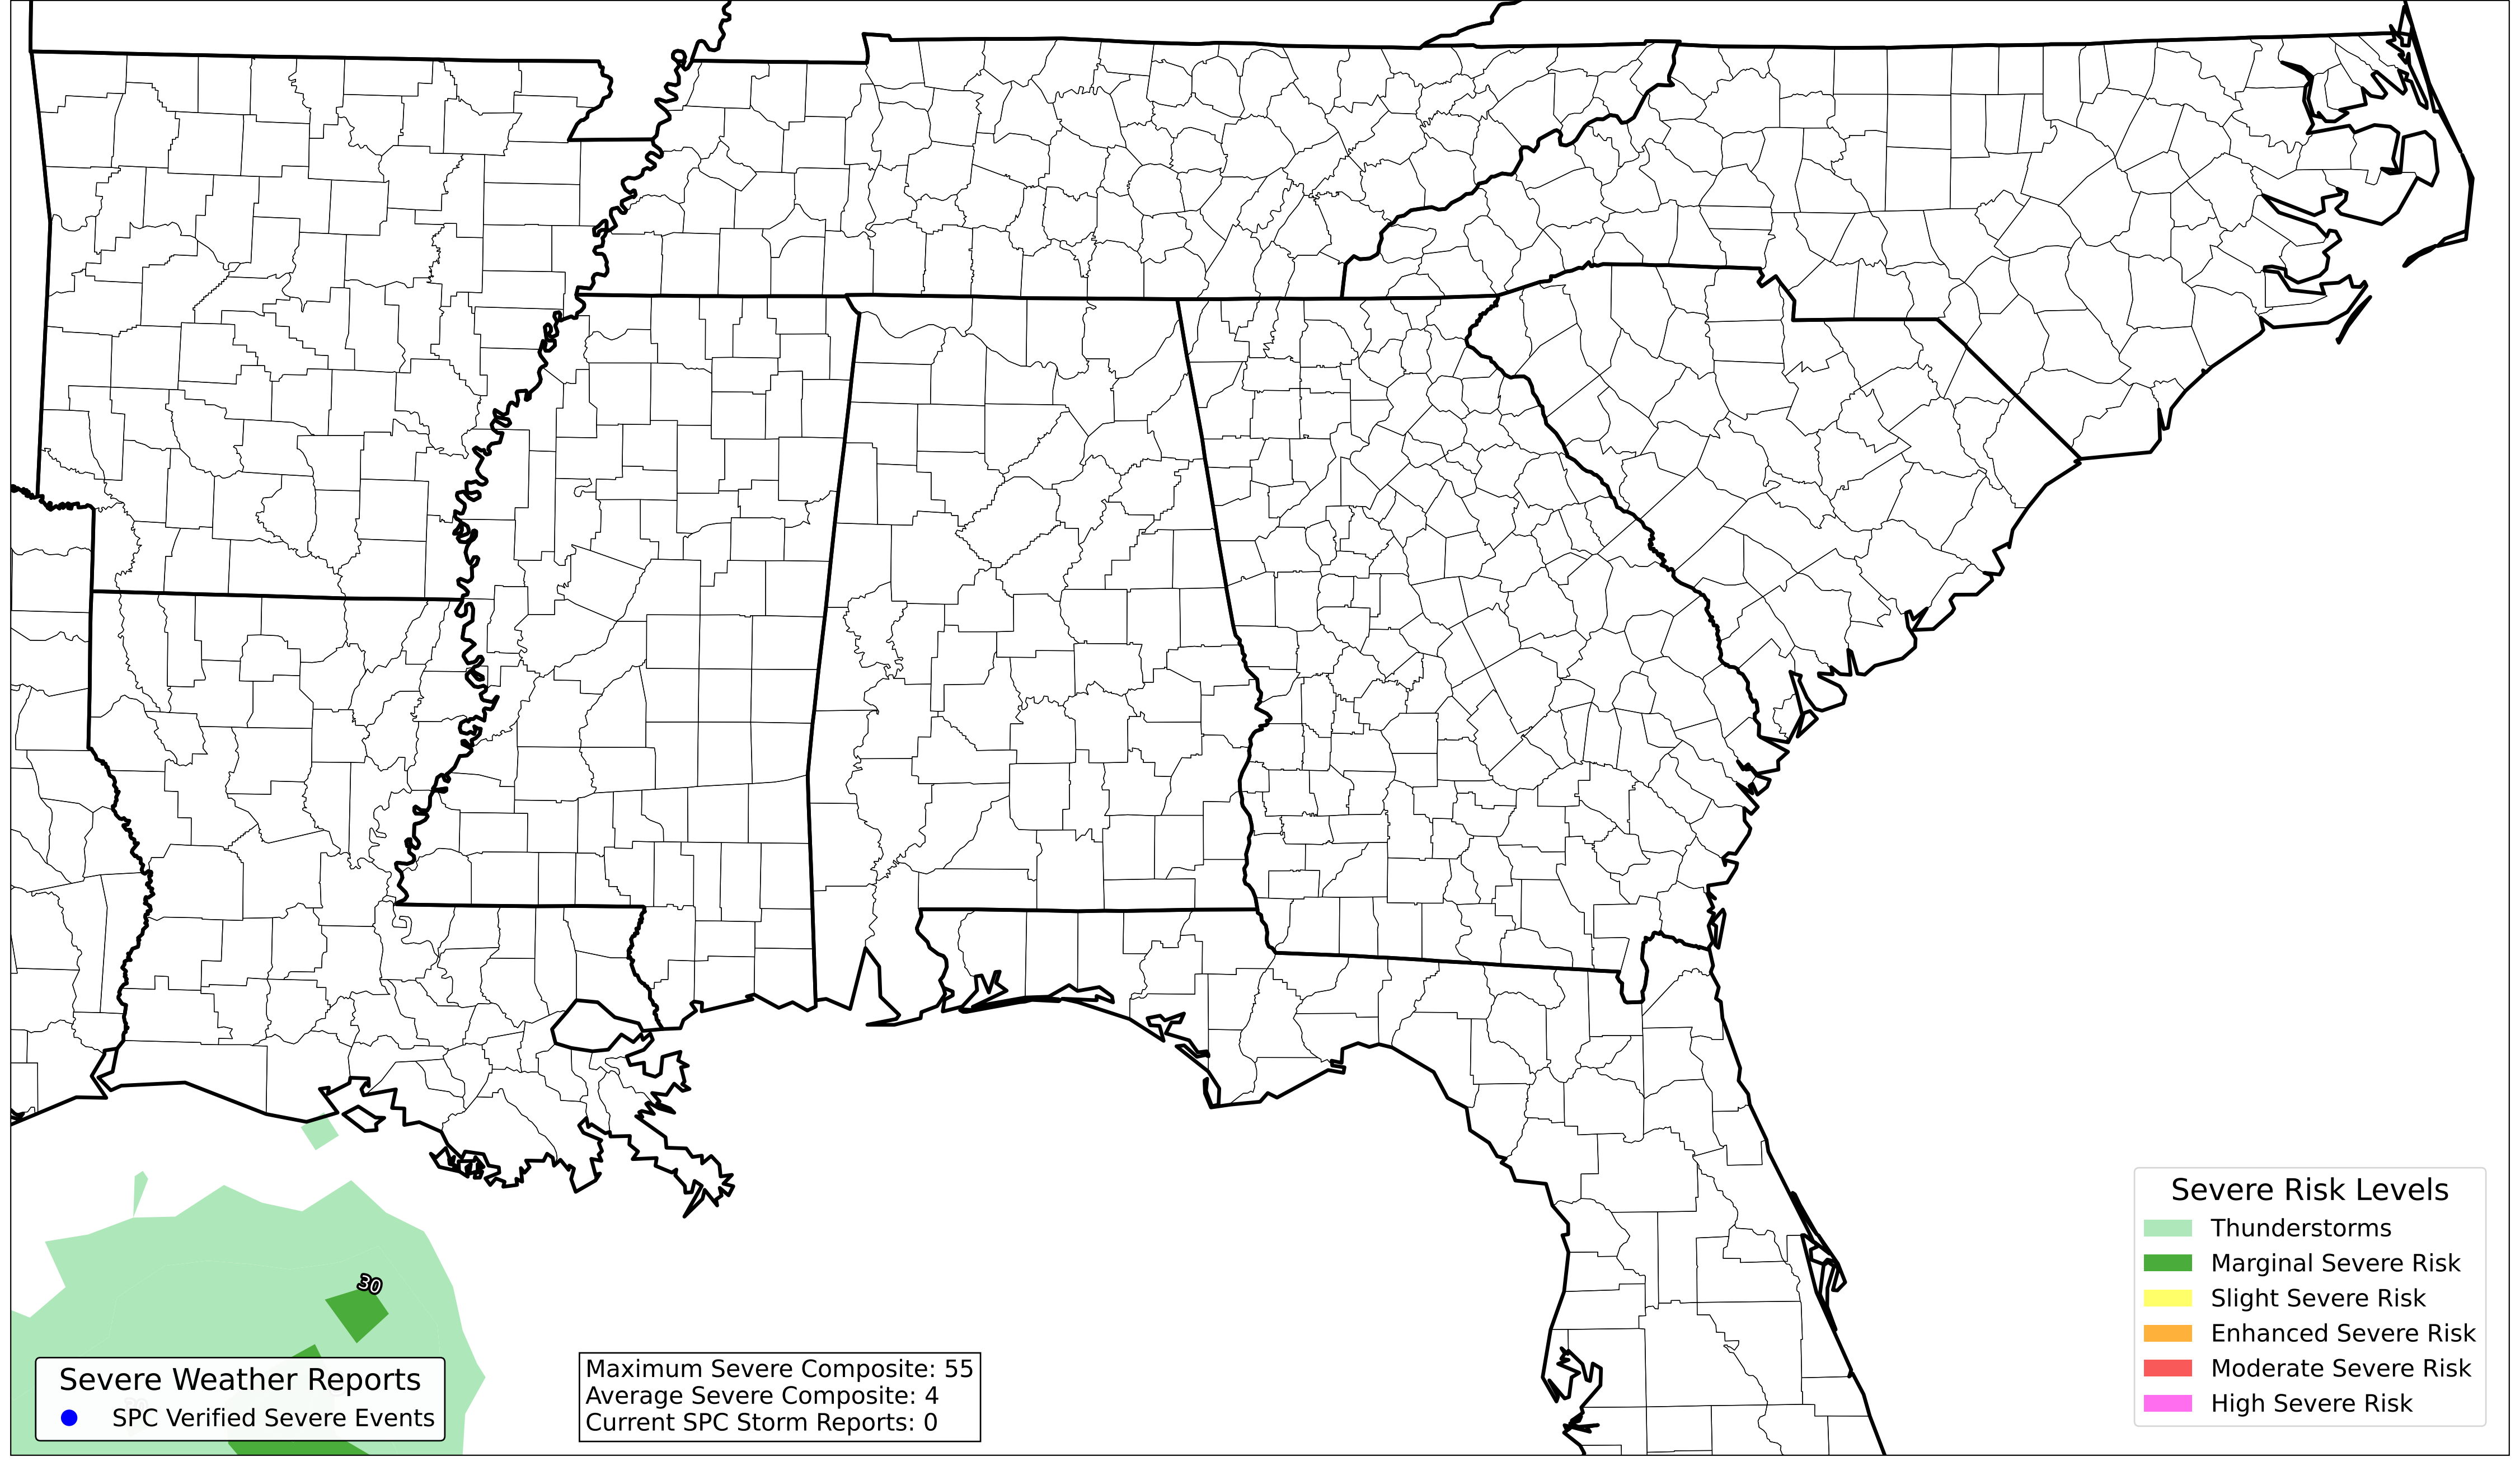 30
Severe Weather Reports
SPC Verified Severe Events
Maximum Severe Composite: 55
Average Severe Composite: 4
Current SPC Storm Reports: 0
Severe Risk Levels
Thunderstorms
Marginal Severe Risk
Slight Severe Risk
Enhanced Severe Risk
Moderate Severe Risk
High Severe Risk